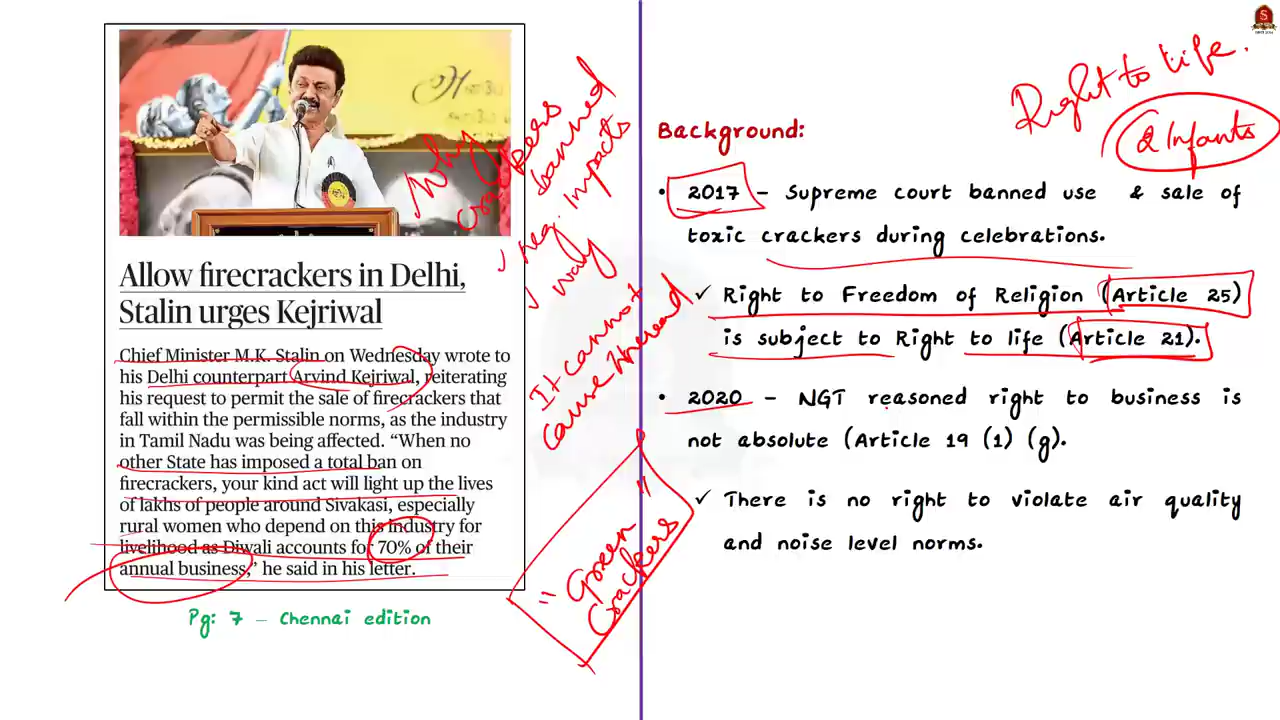 Allow firecrackers in Delhi,
Stalin urges Kejriwal
Chief Minister M.K. Stalin on Wednesday wrote to
his Delhi counterpart Arvind Kejriwal, reiterating
his request to permit the sale of firecrackers that
fall within the permissible norms, as the industry
in Tamil Nadu was being affected. “When no
other State has imposed a total ban on
firecrackers, your kind act will light up the lives
of lakhs of people around Sivakasi, especially
rural women who depend on this industry for
livelihood as Diwali accounts for 70% of their
annual business,” he said in his letter.
Pg: 7 – Chennai edition
Why
crackers
banned
neg. impacts
way
It cannot
cause
"Green
Crackers"
Right to life.
2 Infants
Background:
• 2017 – Supreme court banned use & sale of
toxic crackers during celebrations.
✓ Right to Freedom of Religion (Article 25)
is subject to Right to life (Article 21).
• 2020 – NGT reasoned right to business is
not absolute (Article 19 (1) (g).
✓ There is no right to violate air quality
and noise level norms.